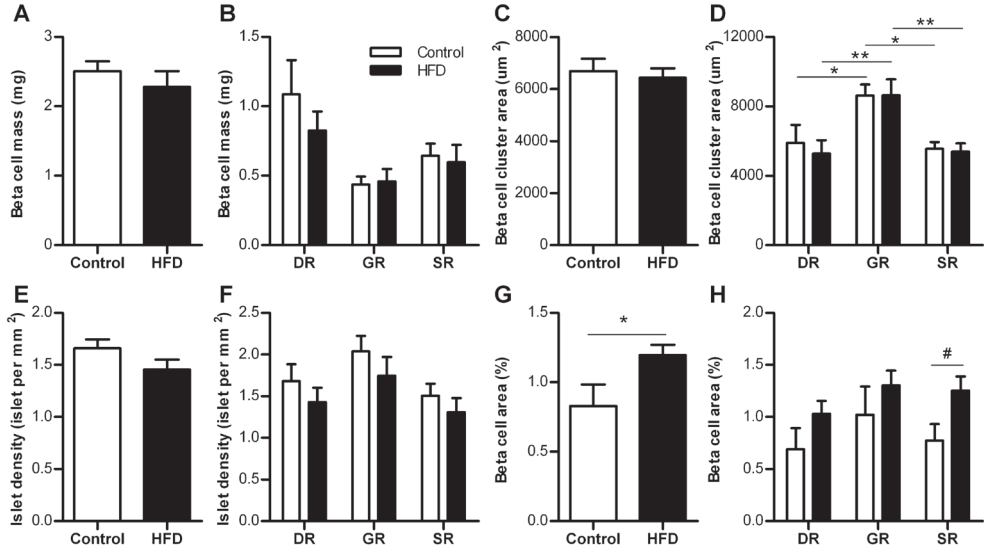 A
Beta cell mass (mg)
3
2
1
0
Control HFD
B
Beta cell mass (mg)
1.5
1.0
0.5
0.0
Control
HFD
DR GR SR
C
Beta cell cluster area (um ²)
8000
6000
4000
2000
0
Control HFD
D
Beta cell cluster area (um ²)
12000
8000
4000
0
**
*
**
*
DR GR SR
E
Islet density (islet per mm ²)
2.0
1.5
1.0
0.5
0.0
Control HFD
F
Islet density (islet per mm ²)
2.5
2.0
1.5
1.0
0.5
0.0
DR GR SR
G
Beta cell area (%)
1.5
1.0
0.5
0.0
*
Control HFD
H
Beta cell area (%)
2.0
1.5
1.0
0.5
0.0
#
DR GR SR